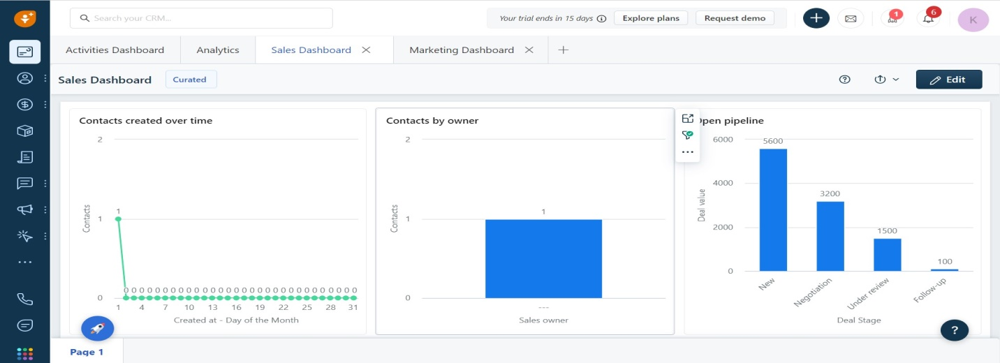 Search your CRM...
Your trial ends in 15 days
Explore plans
Request demo
1
6
K
Activities Dashboard
Analytics
Sales Dashboard
Marketing Dashboard
Sales Dashboard
Curated
Edit
Contacts created over time
2
1
0
Contacts
1
0 0 0 0 0 0 0 0 0 0 0 0 0 0 0 0 0 0 0 0 0 0 0 0 0 0 0 0 0 0
1 4 7 10 13 16 19 22 25 28 31
Created at - Day of the Month
Contacts by owner
2
1
0
Contacts
1
---
Sales owner
Open pipeline
6000
4000
2000
0
Deal value
5600
3200
1500
100
New
Negotiation
Under review
Follow-up
Deal Stage
?
Page 1